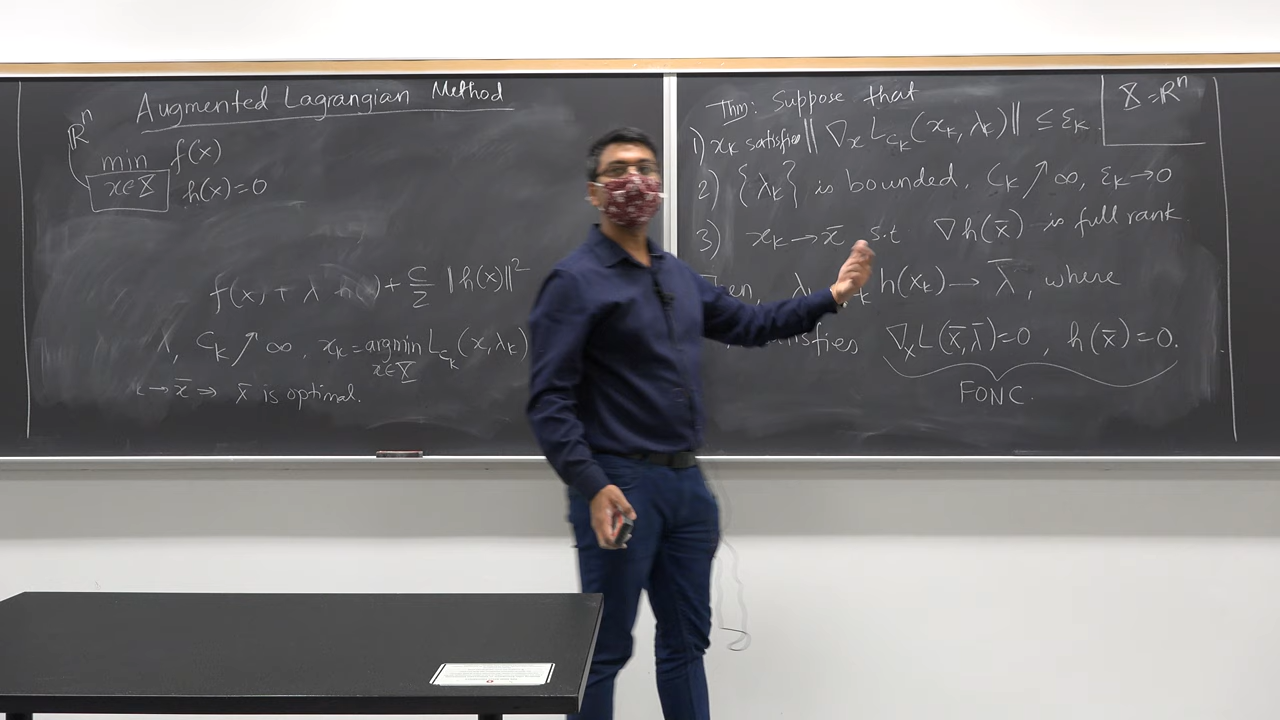 Augmented Lagrangian Method
ℝⁿ
min f(x)
x∈X h(x)=0
f(x) + λ h(x) + c/2 ‖h(x)‖²
λ, c_k ↗ ∞, x_k = argmin L_{c_k}(x, λ_k)
x∈X
→ x̄ ⇒ x̄ is optimal.
Thm: Suppose that
X = ℝⁿ
1) x_k satisfies ‖∇_x L_{c_k}(x_k, λ_k)‖ ≤ ε_k.
2) {λ_k} is bounded, c_k ↗ ∞, ε_k → 0
3) x_k → x̄ s.t ∇h(x̄) is full rank
h(x_k) → λ̄, where
∇_x L(x̄, λ̄) = 0, h(x̄) = 0.
FONC.